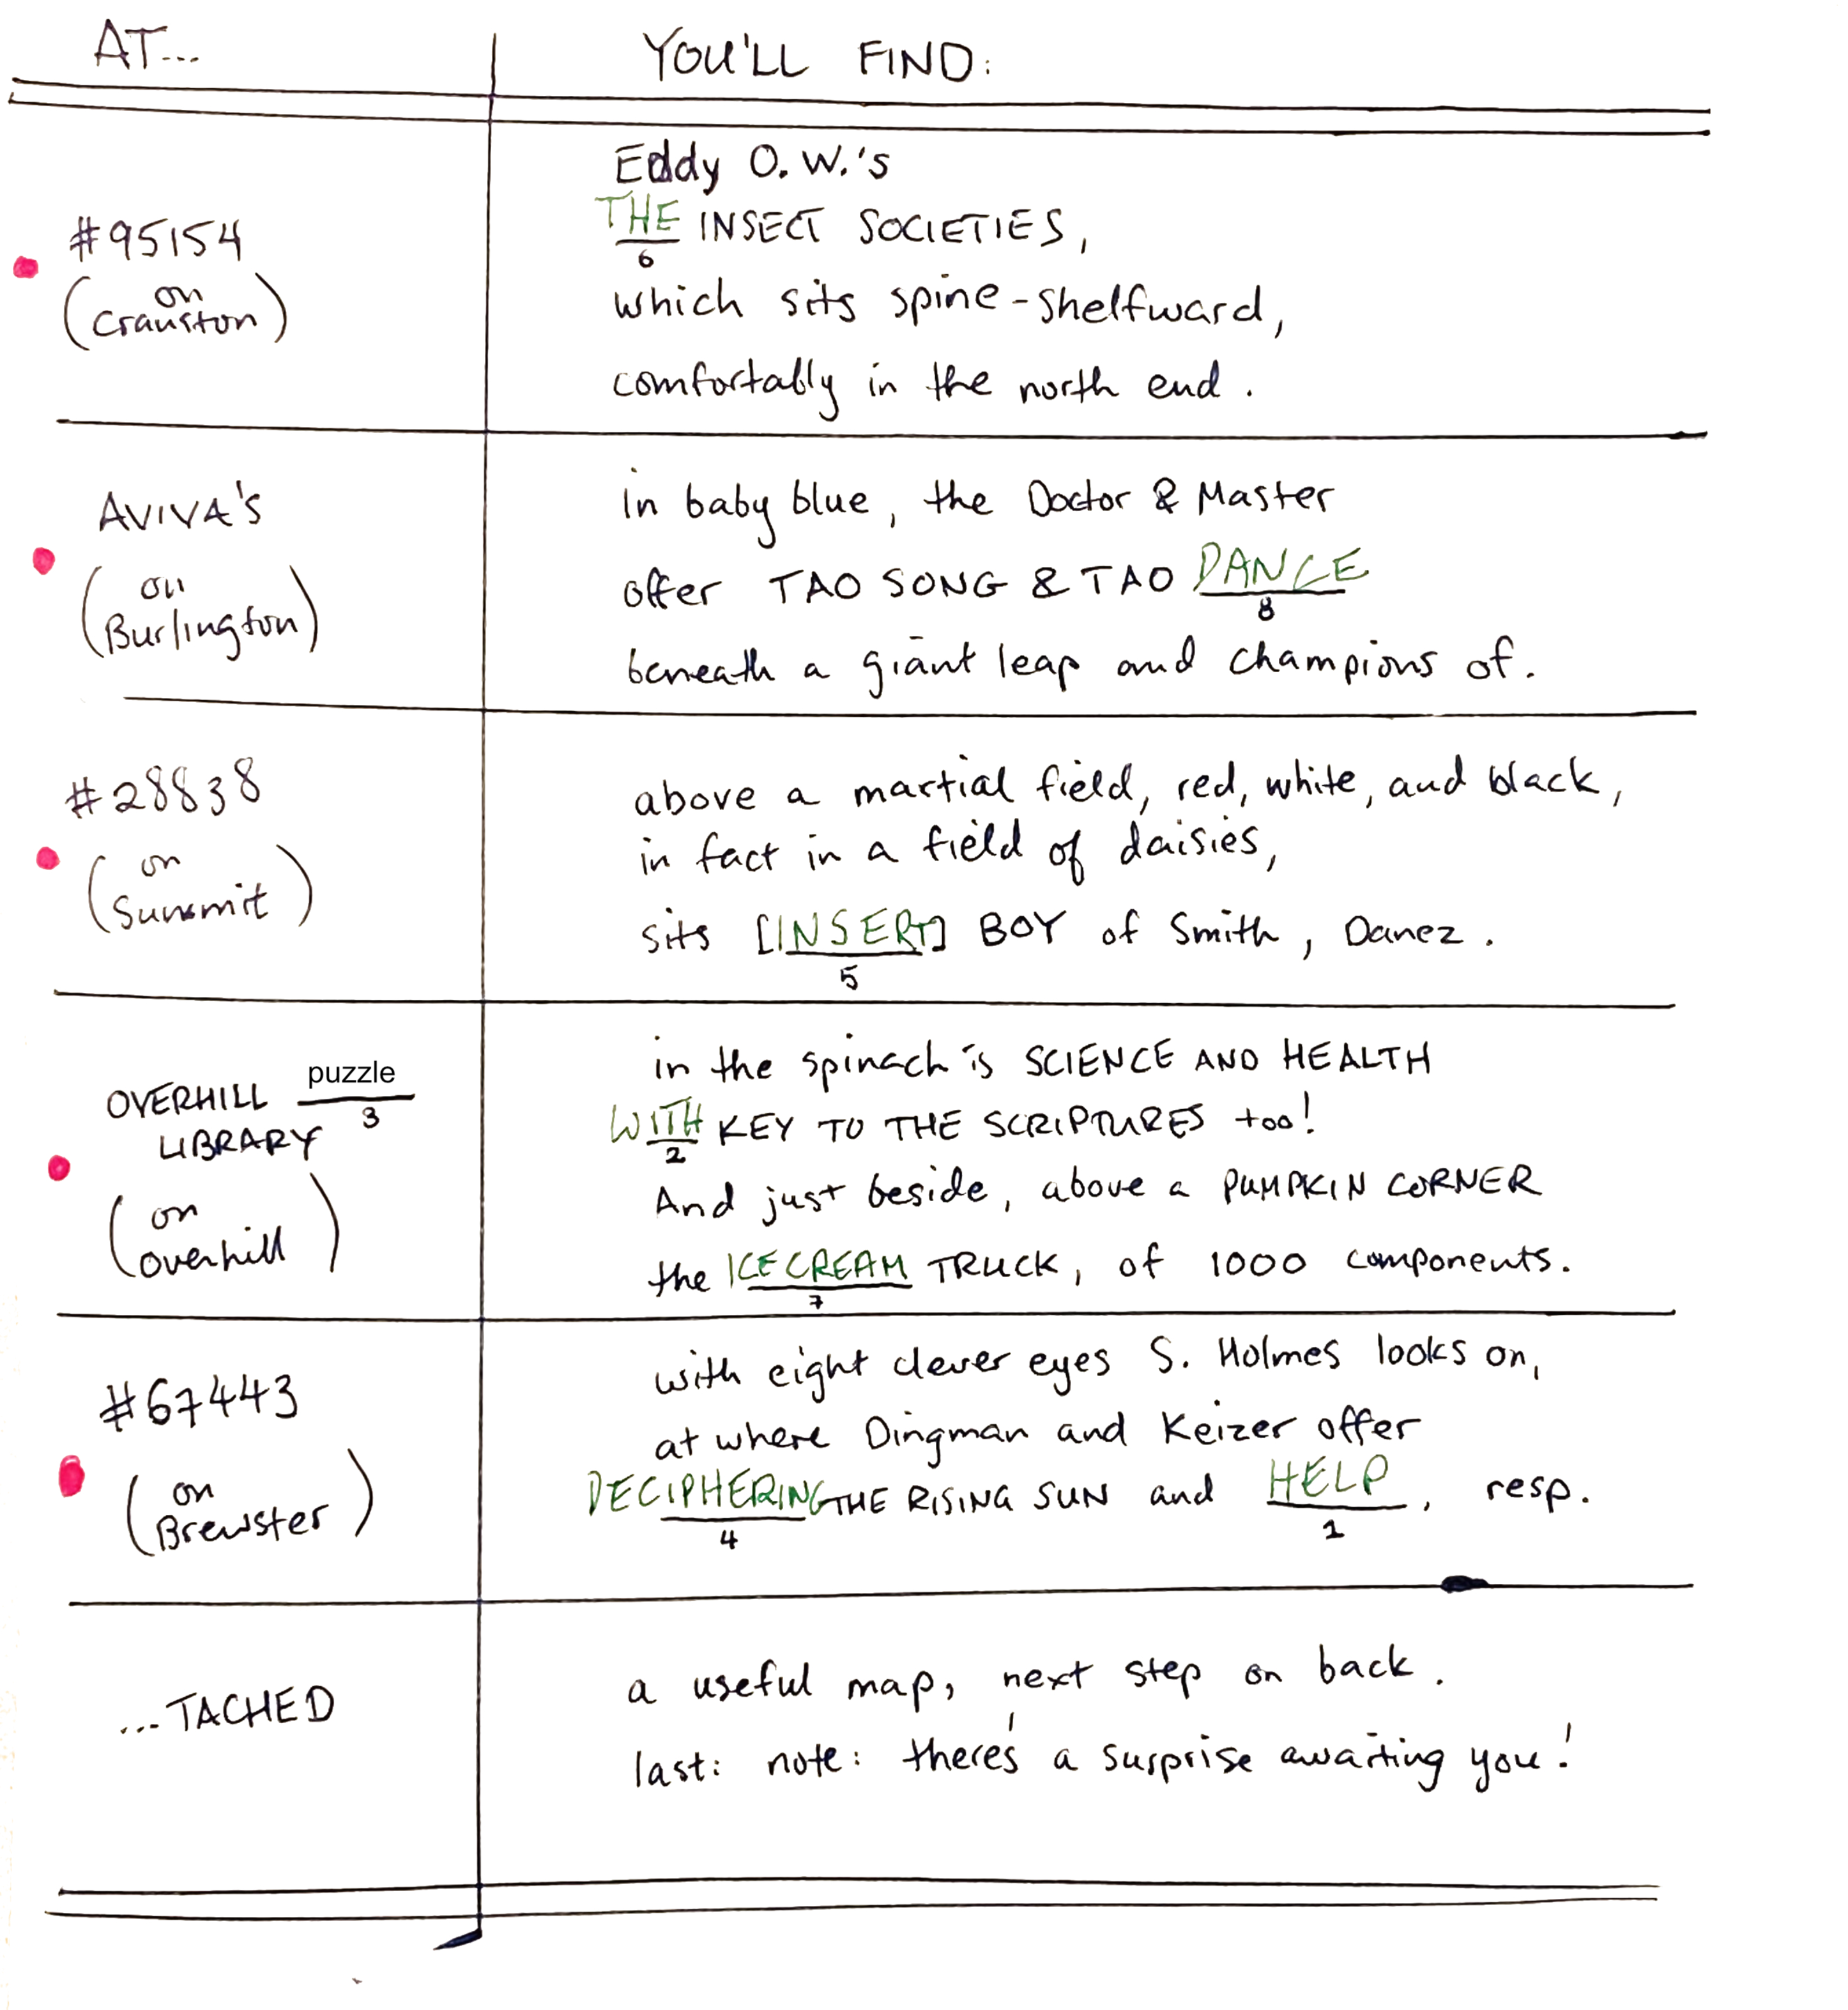 AT...
YOU'LL FIND:
#95154
(on
Cranston)
Eddy O.W.'s
THE INSECT SOCIETIES,
6
which sits spine-shelfward,
comfortably in the north end.
AVIVA'S
(on
Burlington)
in baby blue, the Doctor & Master
offer TAO SONG & TAO DANCE
8
beneath a giant leap and champions of.
#28838
(on
Summit)
above a martial field, red, white, and black,
in fact in a field of daisies,
sits [INSERT] BOY of Smith, Danez.
5
OVERHILL puzzle
3
LIBRARY
(on
Overhill)
in the spinach is SCIENCE AND HEALTH
WITH KEY TO THE SCRIPTURES too!
2
And just beside, above a PUMPKIN CORNER
the ICECREAM TRUCK, of 1000 components.
7
#67443
(on
Brewster)
with eight clever eyes S. Holmes looks on,
at where Dingman and Keizer offer
DECIPHERING THE RISING SUN and HELP, resp.
4
1
...TACHED
a useful map, next step on back.
last: note: there's a surprise awaiting you!